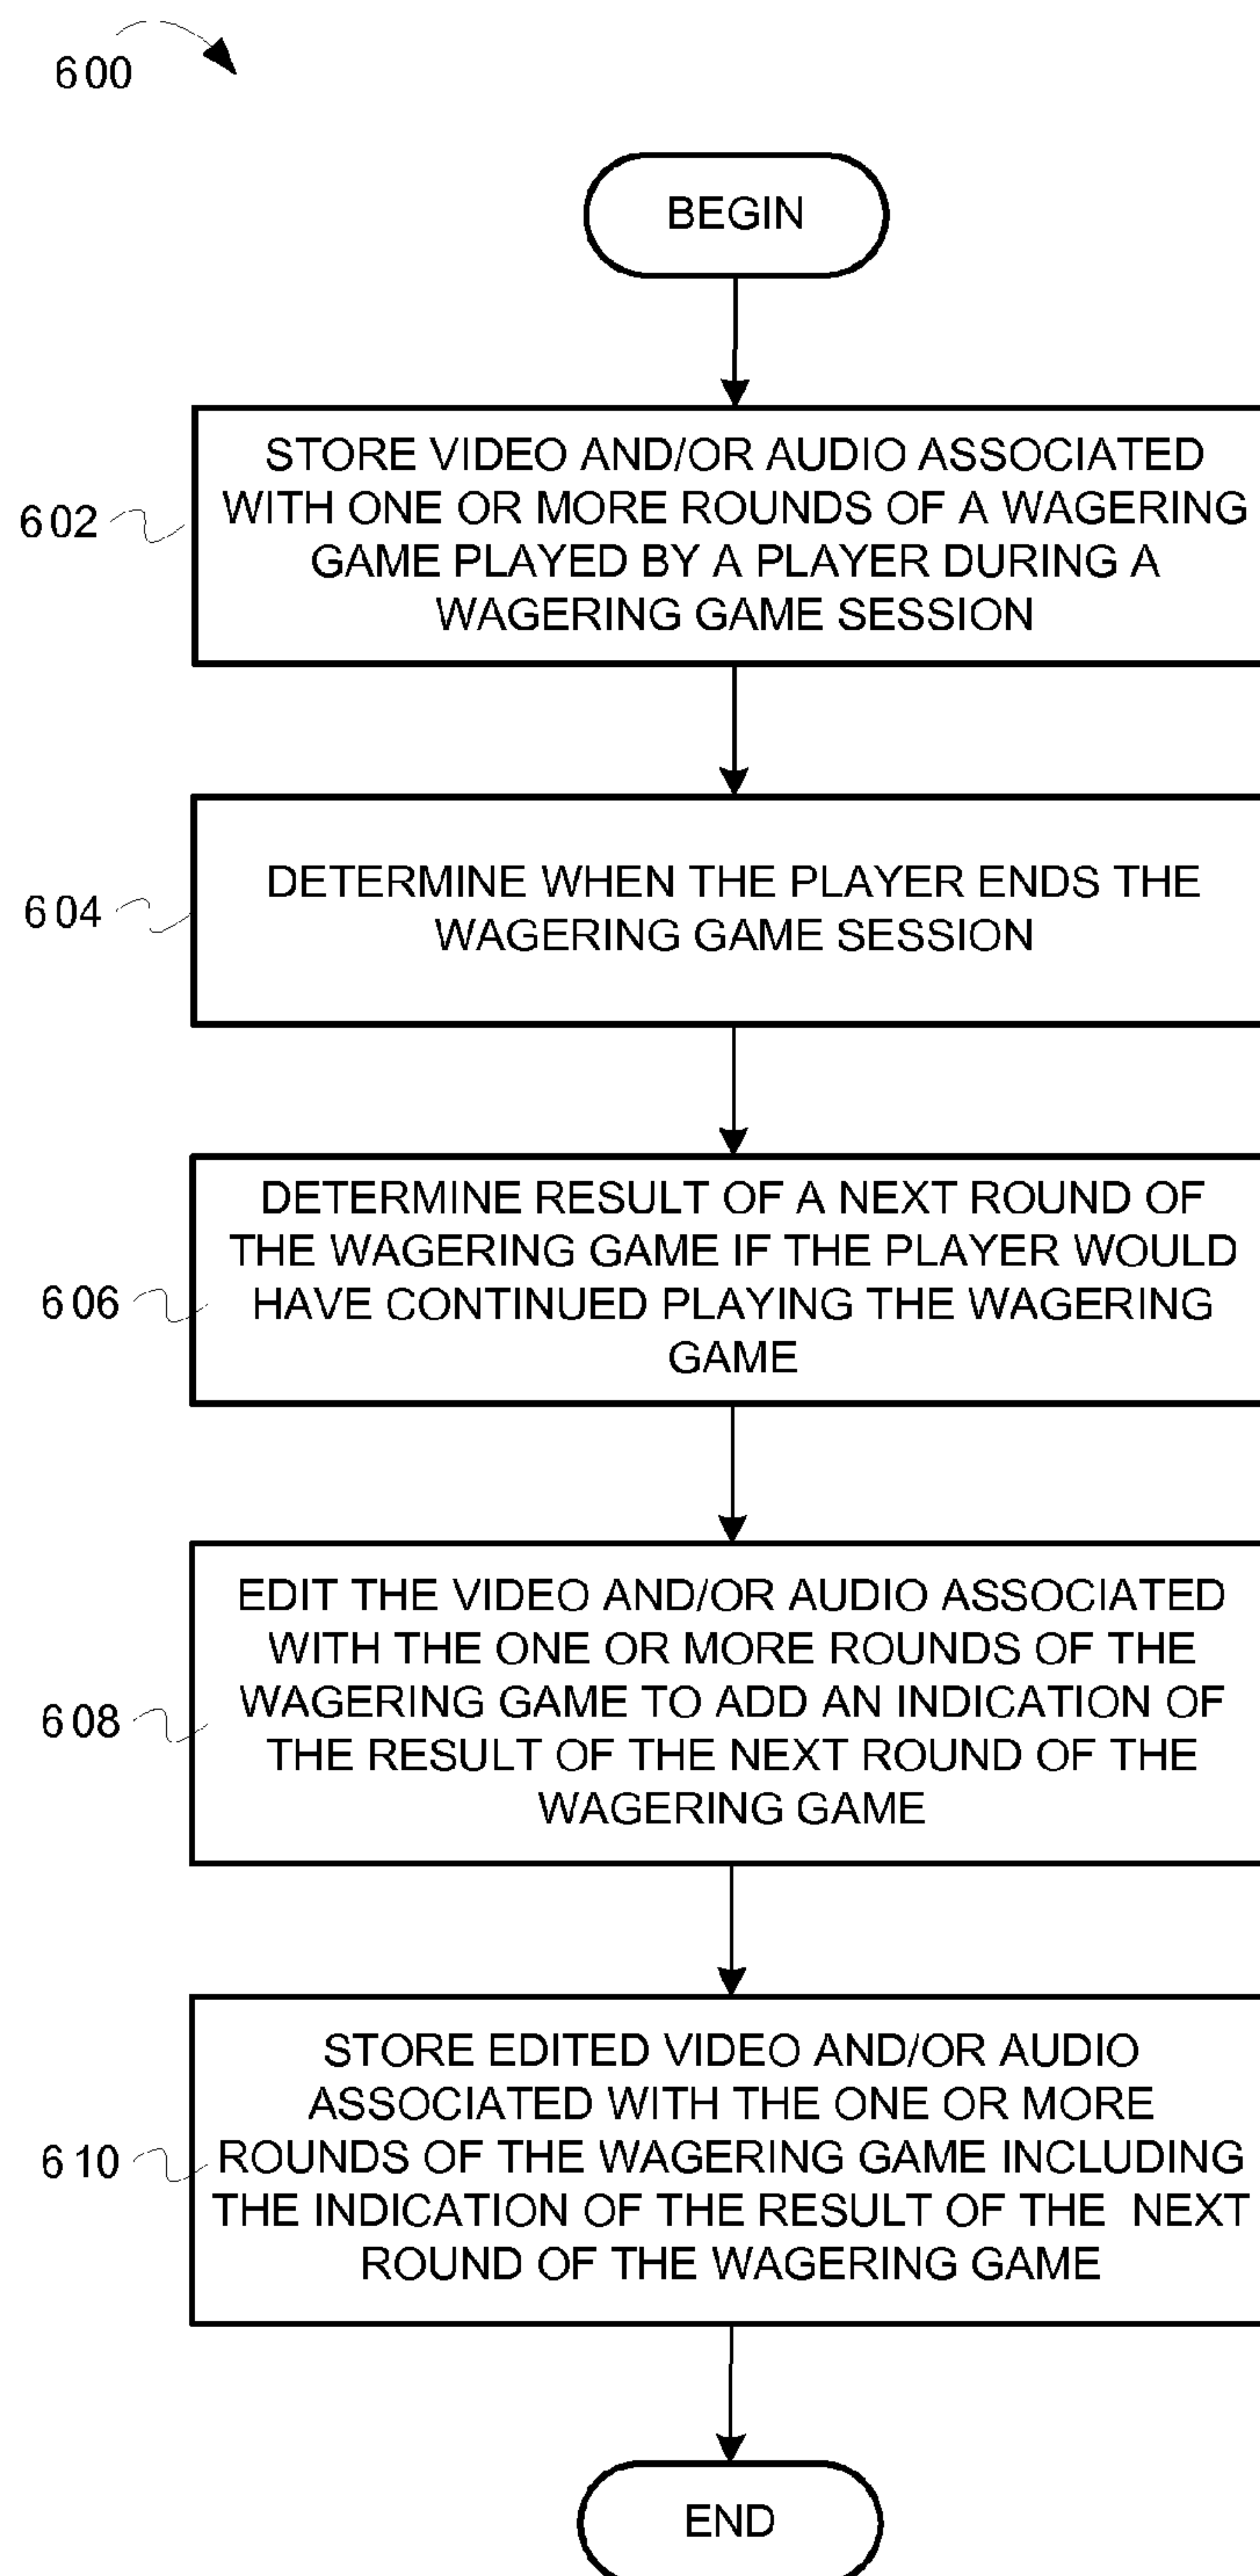 600
BEGIN
STORE VIDEO AND/OR AUDIO ASSOCIATED
WITH ONE OR MORE ROUNDS OF A WAGERING
GAME PLAYED BY A PLAYER DURING A
WAGERING GAME SESSION
602
DETERMINE WHEN THE PLAYER ENDS THE
WAGERING GAME SESSION
604
DETERMINE RESULT OF A NEXT ROUND OF
THE WAGERING GAME IF THE PLAYER WOULD
HAVE CONTINUED PLAYING THE WAGERING
GAME
606
EDIT THE VIDEO AND/OR AUDIO ASSOCIATED
WITH THE ONE OR MORE ROUNDS OF THE
WAGERING GAME TO ADD AN INDICATION OF
THE RESULT OF THE NEXT ROUND OF THE
WAGERING GAME
608
STORE EDITED VIDEO AND/OR AUDIO
ASSOCIATED WITH THE ONE OR MORE
ROUNDS OF THE WAGERING GAME INCLUDING
THE INDICATION OF THE RESULT OF THE NEXT
ROUND OF THE WAGERING GAME
610
END